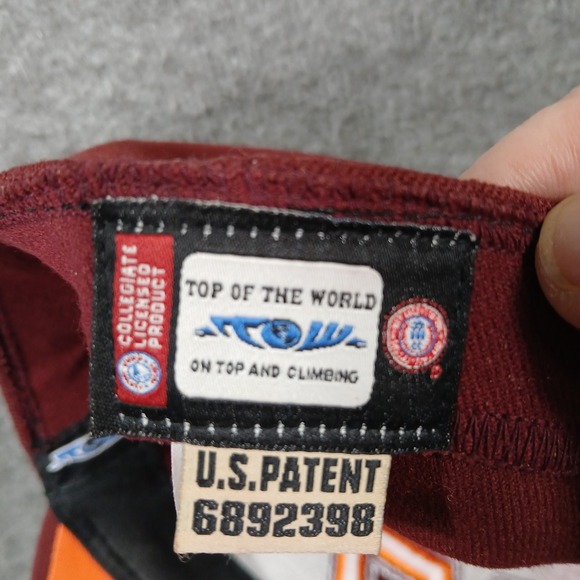 COLLEGIATE
LICENSED
PRODUCT
TOP OF THE WORLD
TOW
ON TOP AND CLIMBING
U.S. PATENT
6892398